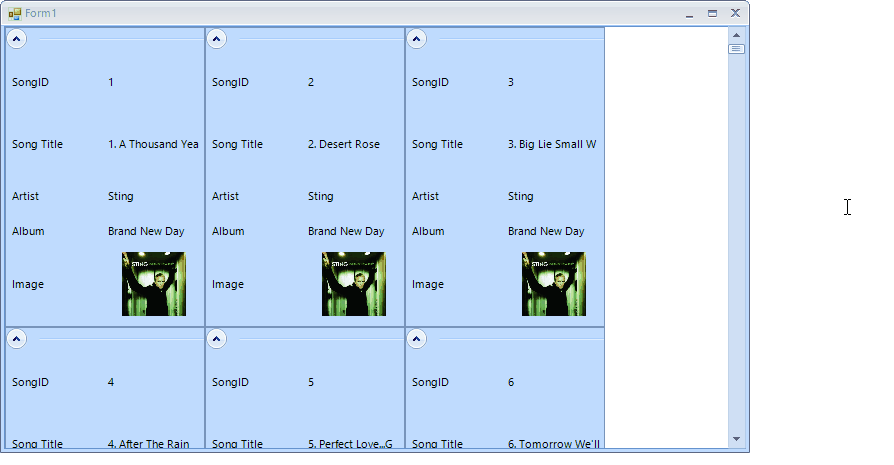 Form1
SongID 1 SongID 2 SongID 3
Song Title 1. A Thousand Yea Song Title 2. Desert Rose Song Title 3. Big Lie Small W
Artist Sting Artist Sting Artist Sting
Album Brand New Day Album Brand New Day Album Brand New Day
STING STING STING
Image Image Image
SongID 4 SongID 5 SongID 6
Song Title 4. After The Rain Song Title 5. Perfect Love...G Song Title 6. Tomorrow We'll